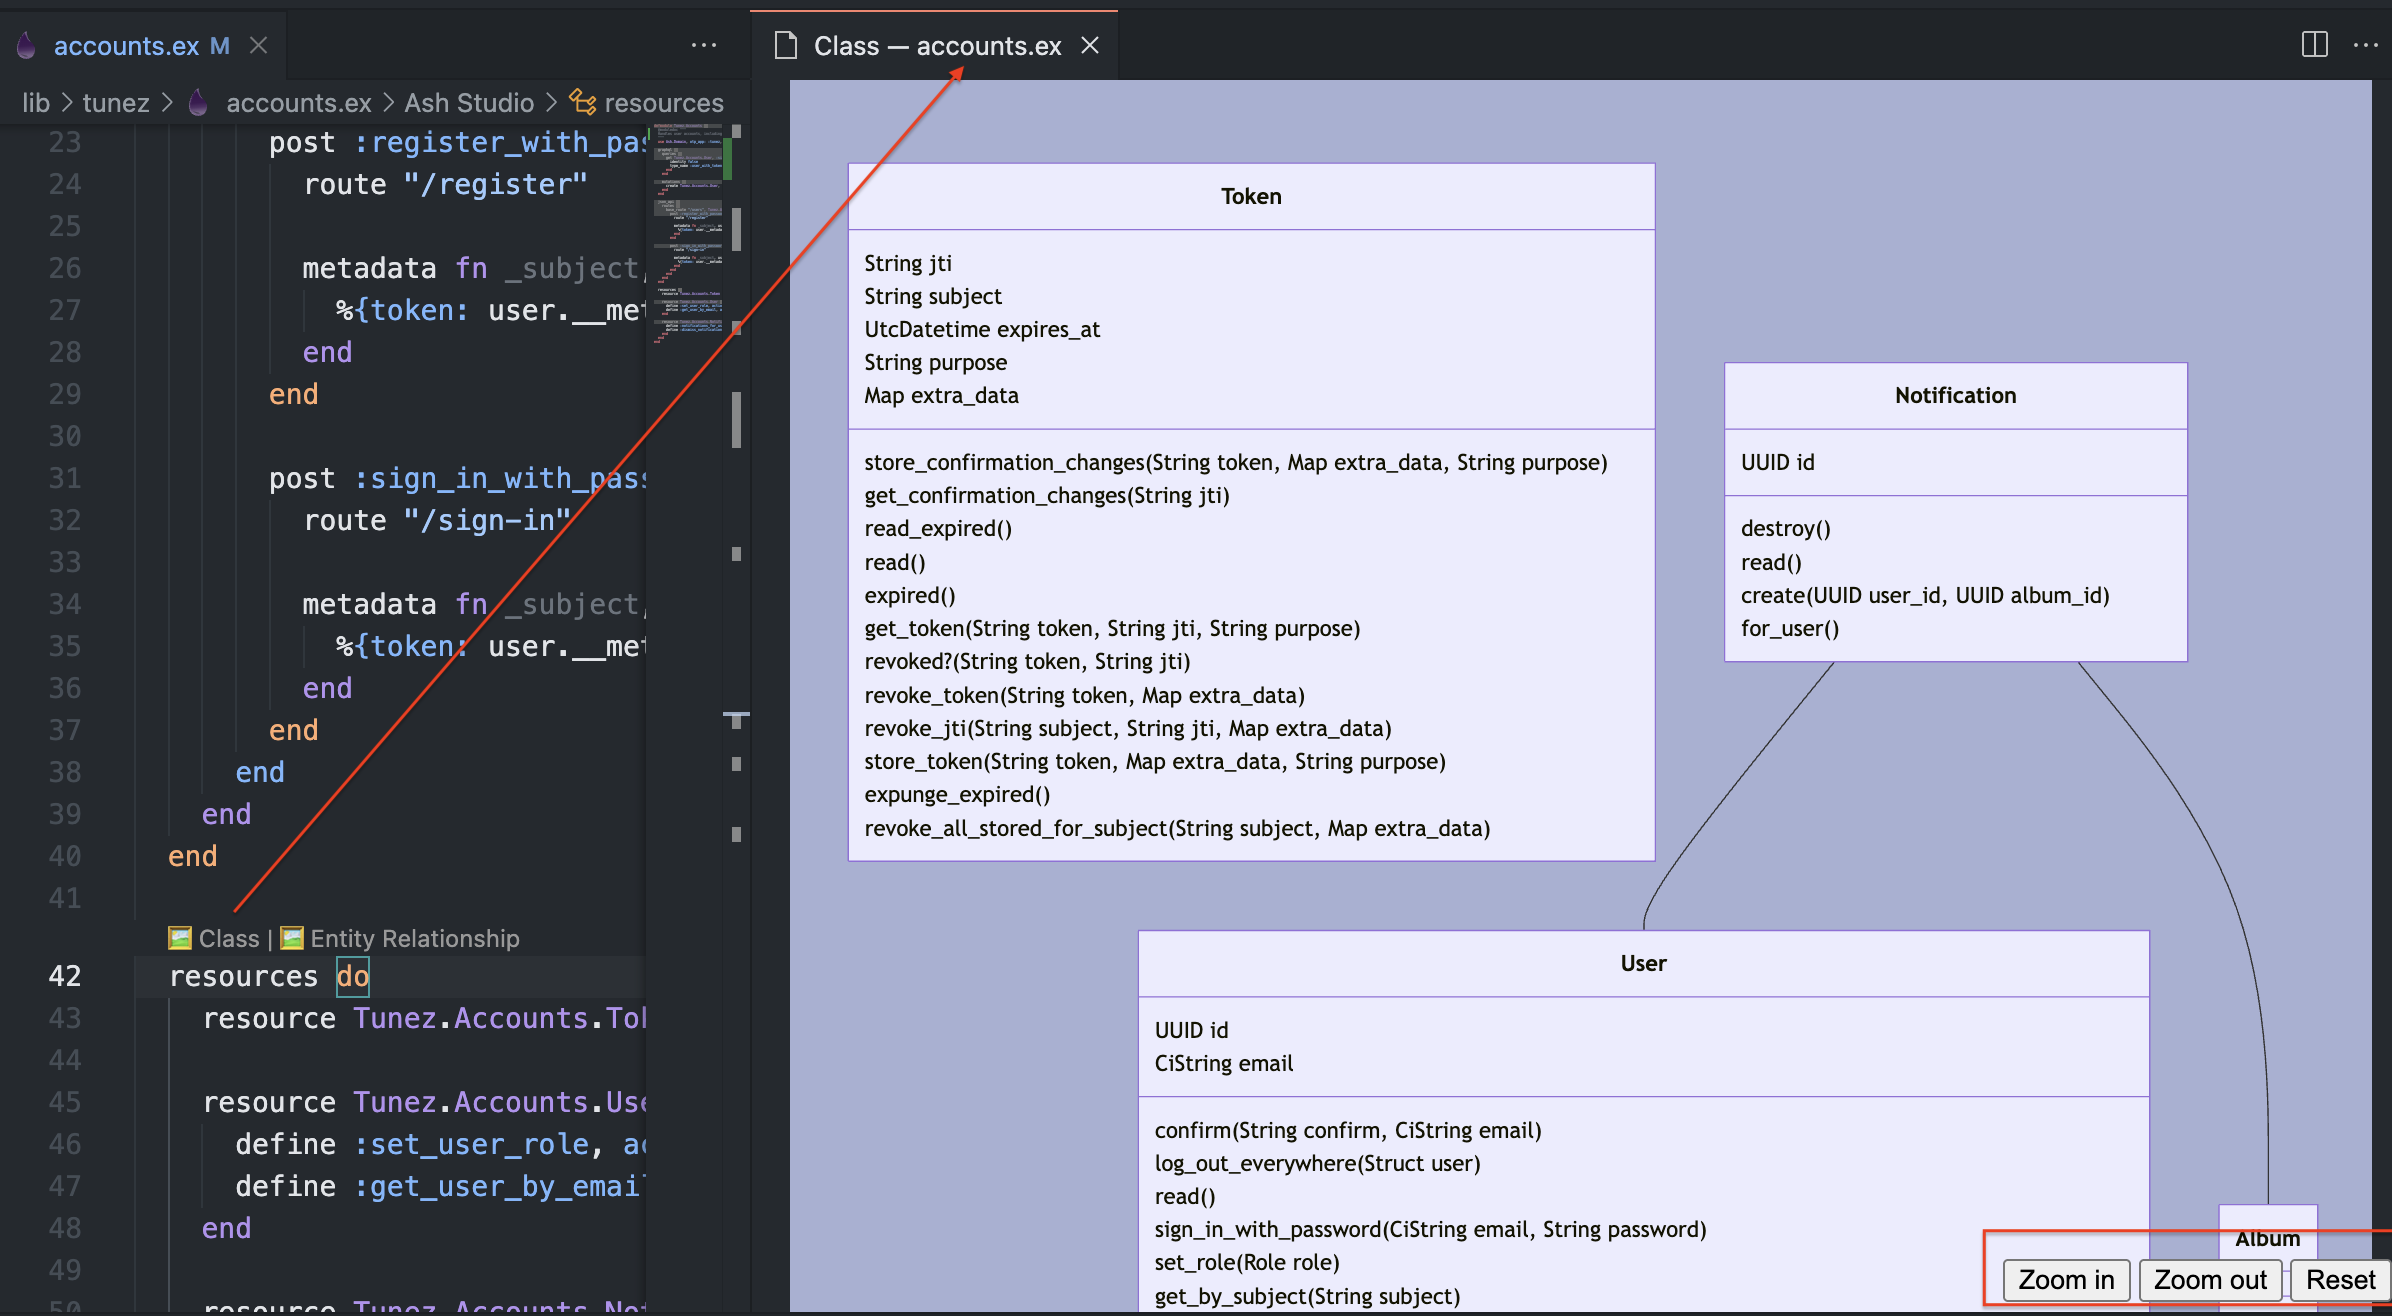 accounts.ex M
Class — accounts.ex
lib > tunez > accounts.ex > Ash Studio > resources
23 post :register_with_pas
24 route "/register"
25
26 metadata fn _subject,
27 %{token: user.__met
28 end
29 end
30
31 post :sign_in_with_pass
32 route "/sign-in"
33
34 metadata fn _subject,
35 %{token: user.__met
36 end
37 end
38 end
39 end
40 end
41
Class | Entity Relationship
42 resources do
43 resource Tunez.Accounts.Tok
44
45 resource Tunez.Accounts.Use
46 define :set_user_role, ac
47 define :get_user_by_email
48 end
49
50 resource Tunez.Accounts.Not
Token
String jti
String subject
UtcDatetime expires_at
String purpose
Map extra_data
store_confirmation_changes(String token, Map extra_data, String purpose)
get_confirmation_changes(String jti)
read_expired()
read()
expired()
get_token(String token, String jti, String purpose)
revoked?(String token, String jti)
revoke_token(String token, Map extra_data)
revoke_jti(String subject, String jti, Map extra_data)
store_token(String token, Map extra_data, String purpose)
expunge_expired()
revoke_all_stored_for_subject(String subject, Map extra_data)
Notification
UUID id
destroy()
read()
create(UUID user_id, UUID album_id)
for_user()
User
UUID id
CiString email
confirm(String confirm, CiString email)
log_out_everywhere(Struct user)
read()
sign_in_with_password(CiString email, String password)
set_role(Role role)
get_by_subject(String subject)
Album
Zoom in Zoom out Reset